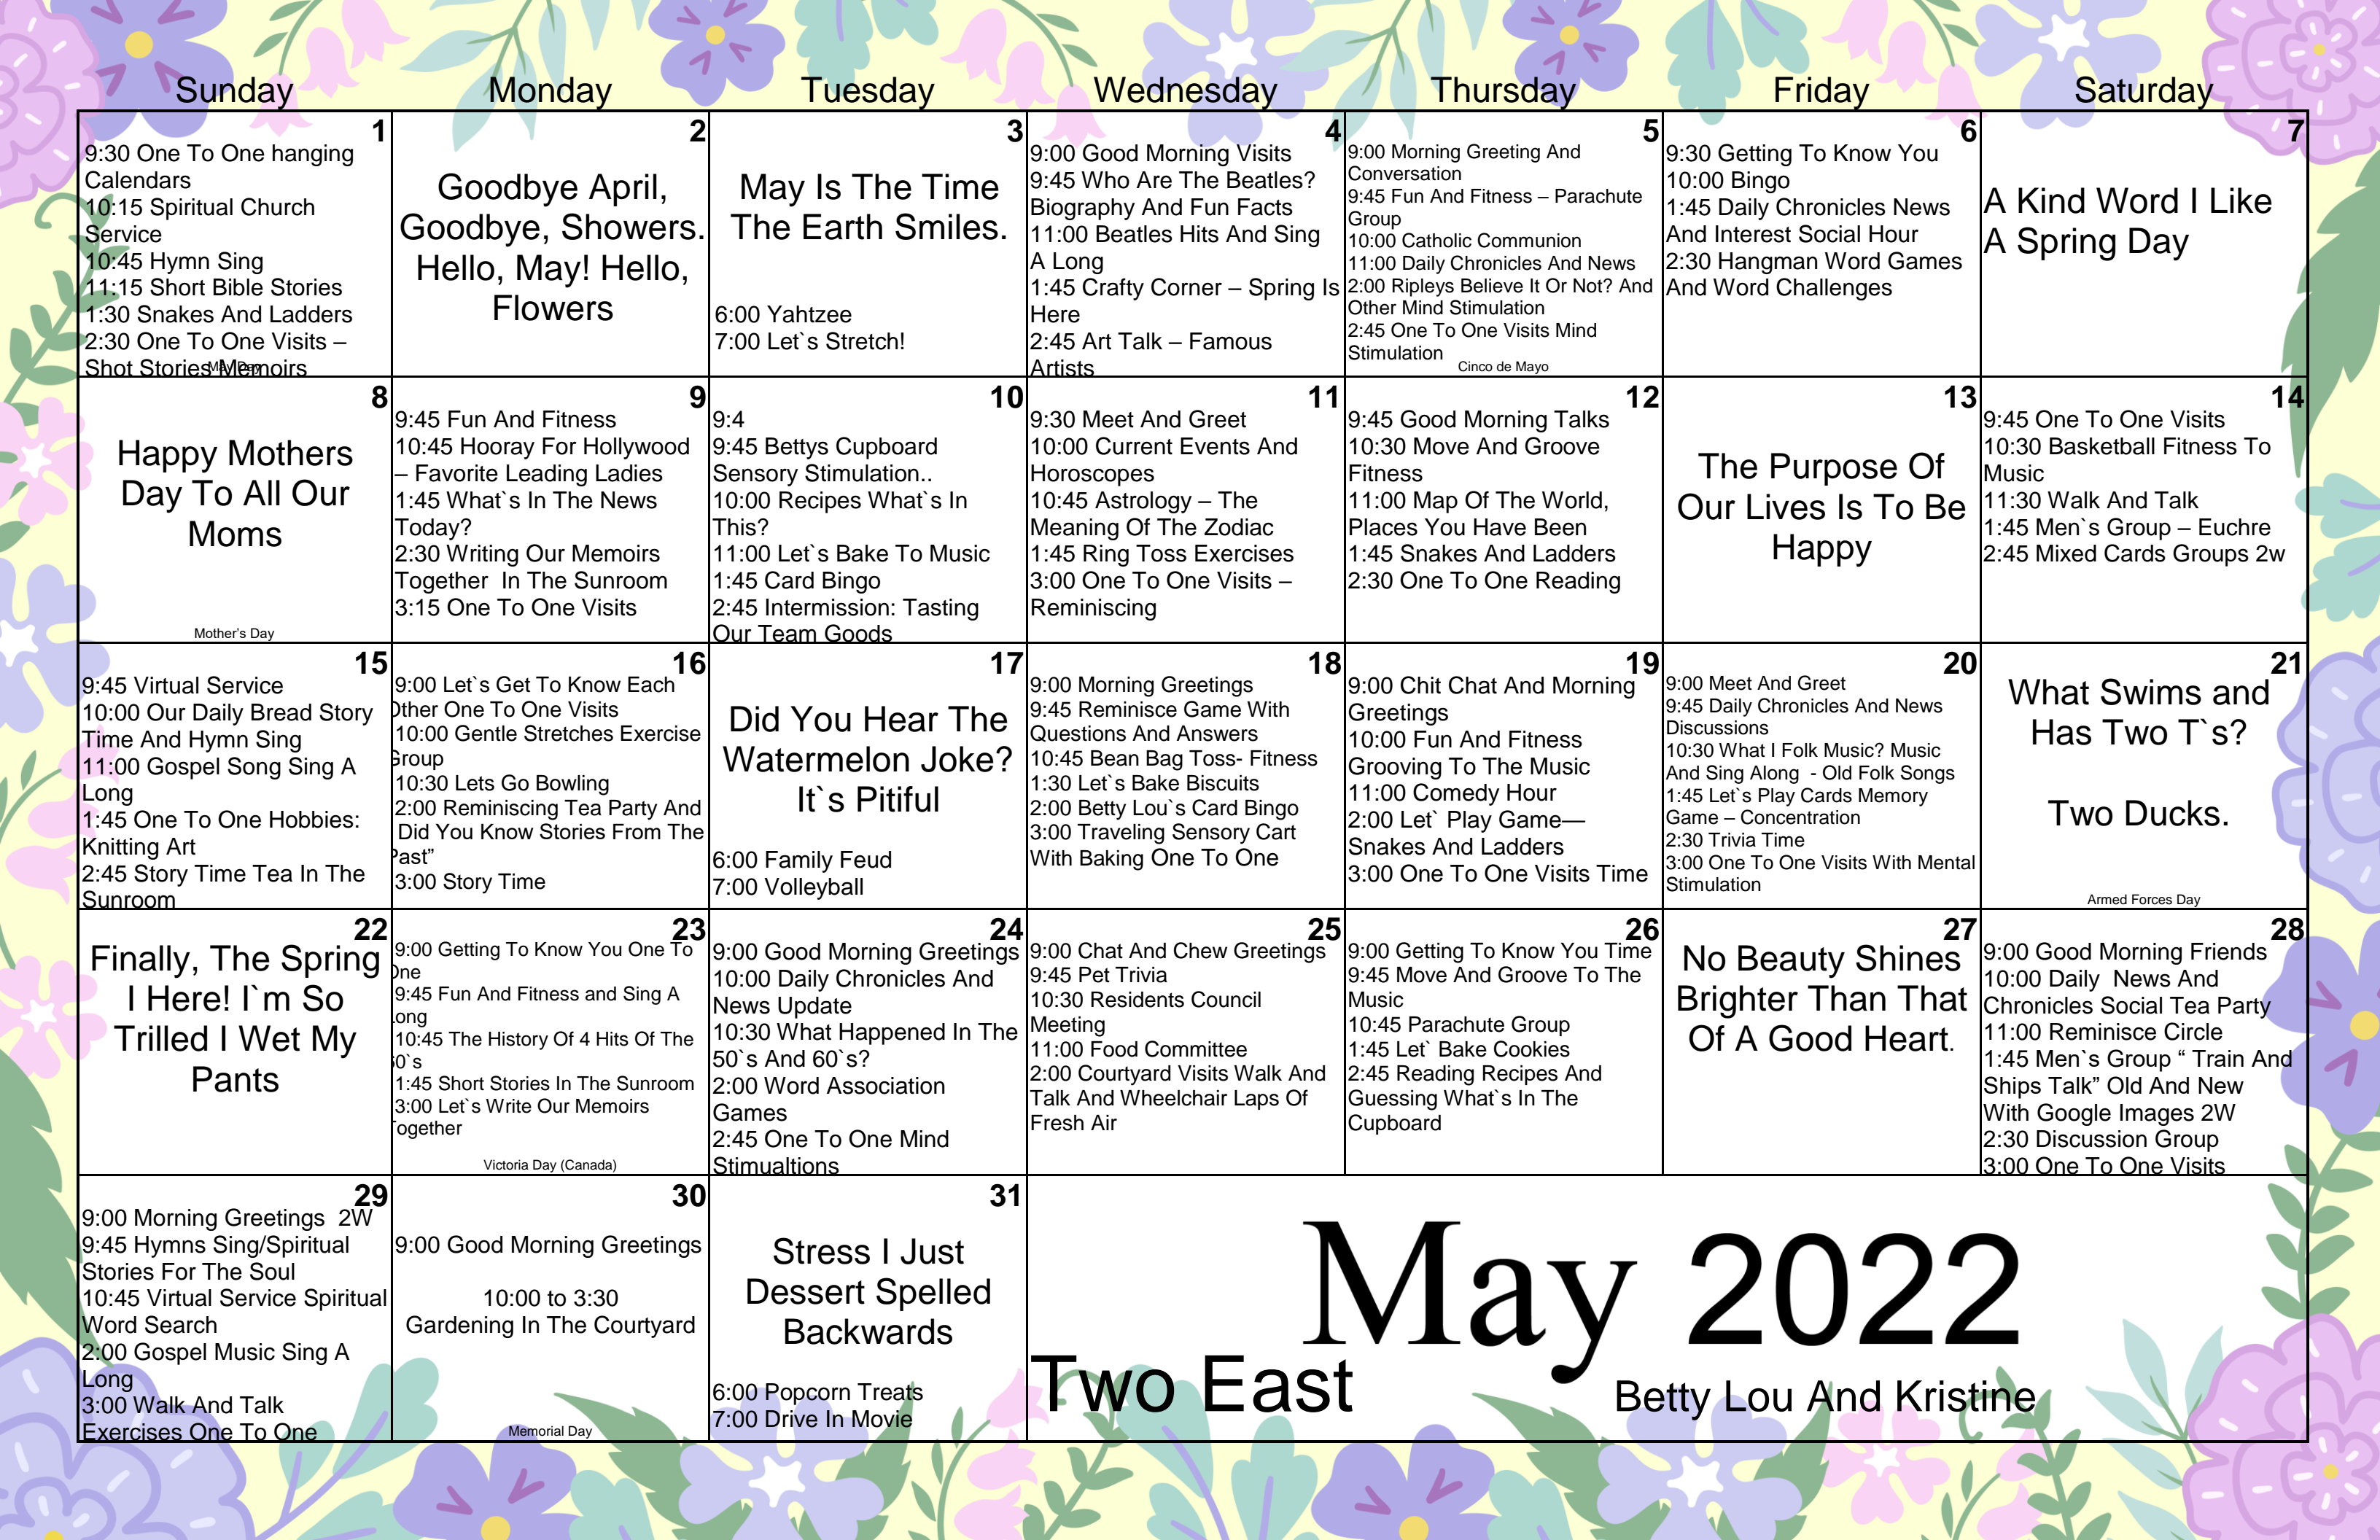 Sunday Monday Tuesday Wednesday Thursday Friday Saturday
1
9:30 One To One hanging
Calendars
10:15 Spiritual Church
Service
10:45 Hymn Sing
11:15 Short Bible Stories
1:30 Snakes And Ladders
2:30 One To One Visits –
Shot Stories Memoirs
May Day
2
Goodbye April,
Goodbye, Showers.
Hello, May! Hello,
Flowers
3
May Is The Time
The Earth Smiles.
6:00 Yahtzee
7:00 Let`s Stretch!
4
9:00 Good Morning Visits
9:45 Who Are The Beatles?
Biography And Fun Facts
11:00 Beatles Hits And Sing
A Long
1:45 Crafty Corner – Spring Is
Here
2:45 Art Talk – Famous
Artists
5
9:00 Morning Greeting And
Conversation
9:45 Fun And Fitness – Parachute
Group
10:00 Catholic Communion
11:00 Daily Chronicles And News
2:00 Ripleys Believe It Or Not? And
Other Mind Stimulation
2:45 One To One Visits Mind
Stimulation
Cinco de Mayo
6
9:30 Getting To Know You
10:00 Bingo
1:45 Daily Chronicles News
And Interest Social Hour
2:30 Hangman Word Games
And Word Challenges
7
A Kind Word I Like
A Spring Day
8
Happy Mothers
Day To All Our
Moms
Mother's Day
9
9:45 Fun And Fitness
10:45 Hooray For Hollywood
– Favorite Leading Ladies
1:45 What`s In The News
Today?
2:30 Writing Our Memoirs
Together  In The Sunroom
3:15 One To One Visits
10
9:4
9:45 Bettys Cupboard
Sensory Stimulation..
10:00 Recipes What`s In
This?
11:00 Let`s Bake To Music
1:45 Card Bingo
2:45 Intermission: Tasting
Our Team Goods
11
9:30 Meet And Greet
10:00 Current Events And
Horoscopes
10:45 Astrology – The
Meaning Of The Zodiac
1:45 Ring Toss Exercises
3:00 One To One Visits –
Reminiscing
12
9:45 Good Morning Talks
10:30 Move And Groove
Fitness
11:00 Map Of The World,
Places You Have Been
1:45 Snakes And Ladders
2:30 One To One Reading
13
The Purpose Of
Our Lives Is To Be
Happy
14
9:45 One To One Visits
10:30 Basketball Fitness To
Music
11:30 Walk And Talk
1:45 Men`s Group – Euchre
2:45 Mixed Cards Groups 2w
15
9:45 Virtual Service
10:00 Our Daily Bread Story
Time And Hymn Sing
11:00 Gospel Song Sing A
Long
1:45 One To One Hobbies:
Knitting Art
2:45 Story Time Tea In The
Sunroom
16
9:00 Let`s Get To Know Each
Other One To One Visits
10:00 Gentle Stretches Exercise
Group
10:30 Lets Go Bowling
2:00 Reminiscing Tea Party And
Did You Know Stories From The
Past”
3:00 Story Time
17
Did You Hear The
Watermelon Joke?
It`s Pitiful
6:00 Family Feud
7:00 Volleyball
18
9:00 Morning Greetings
9:45 Reminisce Game With
Questions And Answers
10:45 Bean Bag Toss- Fitness
1:30 Let`s Bake Biscuits
2:00 Betty Lou`s Card Bingo
3:00 Traveling Sensory Cart
With Baking One To One
19
9:00 Chit Chat And Morning
Greetings
10:00 Fun And Fitness
Grooving To The Music
11:00 Comedy Hour
2:00 Let` Play Game—
Snakes And Ladders
3:00 One To One Visits Time
20
9:00 Meet And Greet
9:45 Daily Chronicles And News
Discussions
10:30 What I Folk Music? Music
And Sing Along  - Old Folk Songs
1:45 Let`s Play Cards Memory
Game – Concentration
2:30 Trivia Time
3:00 One To One Visits With Mental
Stimulation
21
What Swims and
Has Two T`s?
Two Ducks.
Armed Forces Day
22
Finally, The Spring
I Here! I`m So
Trilled I Wet My
Pants
23
9:00 Getting To Know You One To
One
9:45 Fun And Fitness and Sing A
Long
10:45 The History Of 4 Hits Of The
60`s
1:45 Short Stories In The Sunroom
3:00 Let`s Write Our Memoirs
Together
Victoria Day (Canada)
24
9:00 Good Morning Greetings
10:00 Daily Chronicles And
News Update
10:30 What Happened In The
50`s And 60`s?
2:00 Word Association
Games
2:45 One To One Mind
Stimualtions
25
9:00 Chat And Chew Greetings
9:45 Pet Trivia
10:30 Residents Council
Meeting
11:00 Food Committee
2:00 Courtyard Visits Walk And
Talk And Wheelchair Laps Of
Fresh Air
26
9:00 Getting To Know You Time
9:45 Move And Groove To The
Music
10:45 Parachute Group
1:45 Let` Bake Cookies
2:45 Reading Recipes And
Guessing What`s In The
Cupboard
27
No Beauty Shines
Brighter Than That
Of A Good Heart.
28
9:00 Good Morning Friends
10:00 Daily  News And
Chronicles Social Tea Party
11:00 Reminisce Circle
1:45 Men`s Group “ Train And
Ships Talk” Old And New
With Google Images 2W
2:30 Discussion Group
3:00 One To One Visits
29
9:00 Morning Greetings  2W
9:45 Hymns Sing/Spiritual
Stories For The Soul
10:45 Virtual Service Spiritual
Word Search
2:00 Gospel Music Sing A
Long
3:00 Walk And Talk
Exercises One To One
30
9:00 Good Morning Greetings
10:00 to 3:30
Gardening In The Courtyard
Memorial Day
31
Stress I Just
Dessert Spelled
Backwards
6:00 Popcorn Treats
7:00 Drive In Movie
May 2022
Two East
Betty Lou And Kristine